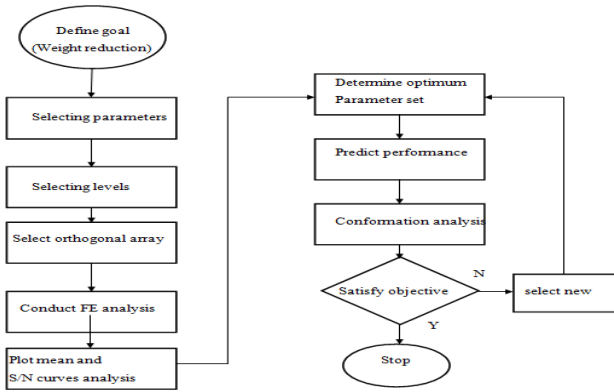 Define goal
(Weight reduction)
Selecting parameters
Selecting levels
Select orthogonal array
Conduct FE analysis
Plot mean and
S/N curves analysis
Determine optimum
Parameter set
Predict performance
Conformation analysis
Satisfy objective
N
select new
Y
Stop